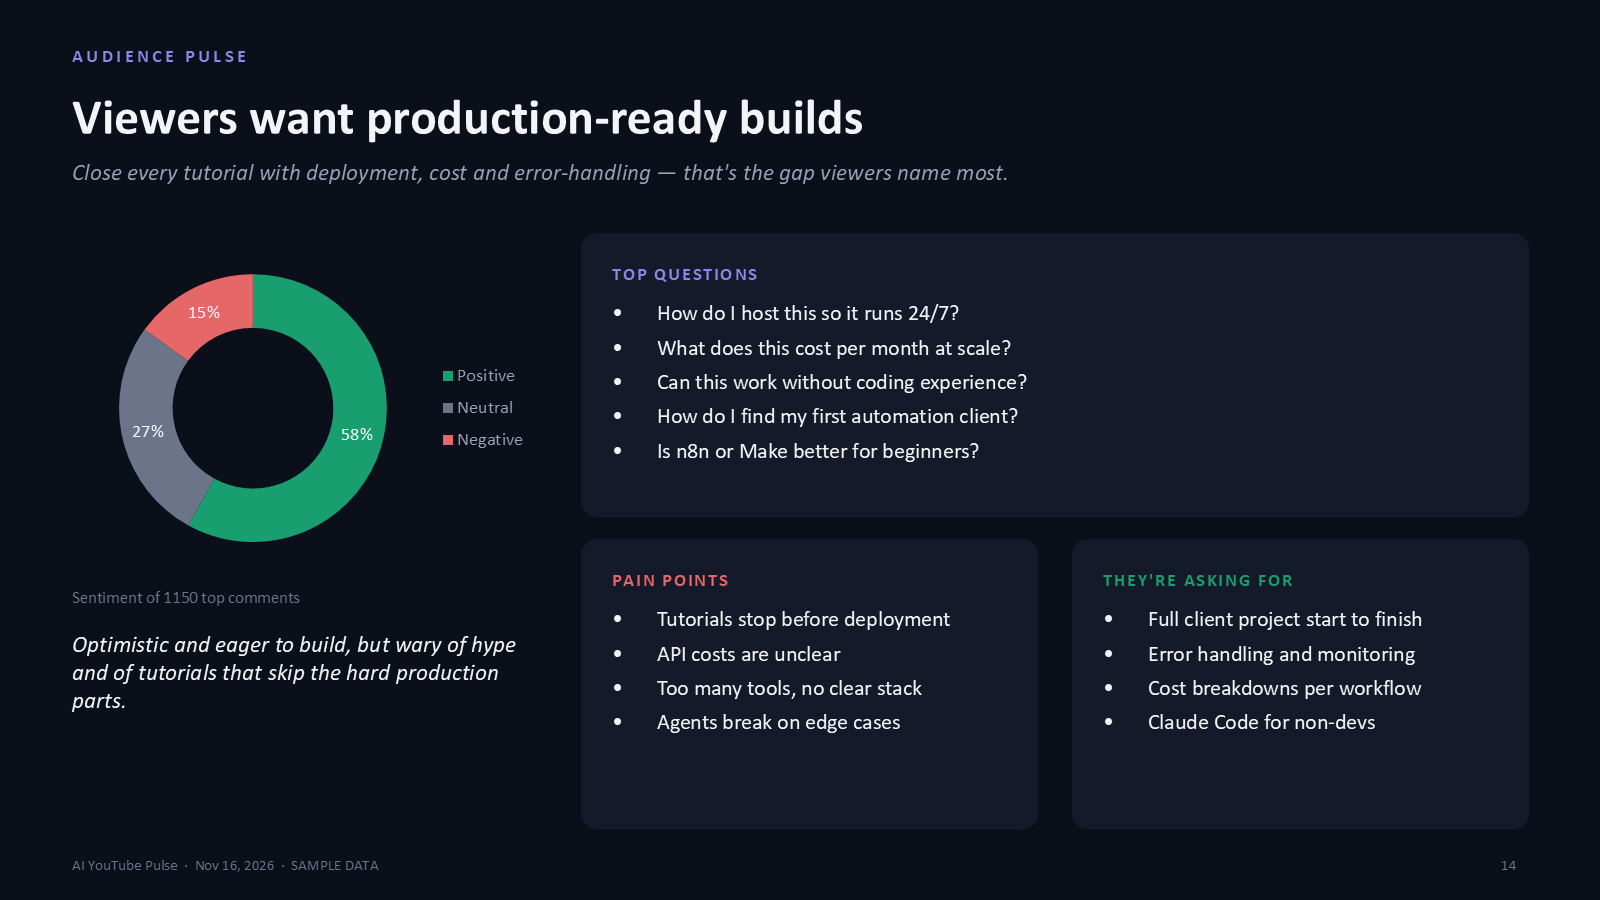 AUDIENCE PULSE
Viewers want production-ready builds
Close every tutorial with deployment, cost and error-handling — that's the gap viewers name most.
15%
27%
58%
Positive
Neutral
Negative
Sentiment of 1150 top comments
Optimistic and eager to build, but wary of hype
and of tutorials that skip the hard production
parts.
TOP QUESTIONS
• How do I host this so it runs 24/7?
• What does this cost per month at scale?
• Can this work without coding experience?
• How do I find my first automation client?
• Is n8n or Make better for beginners?
PAIN POINTS
• Tutorials stop before deployment
• API costs are unclear
• Too many tools, no clear stack
• Agents break on edge cases
THEY'RE ASKING FOR
• Full client project start to finish
• Error handling and monitoring
• Cost breakdowns per workflow
• Claude Code for non-devs
AI YouTube Pulse · Nov 16, 2026 · SAMPLE DATA
14